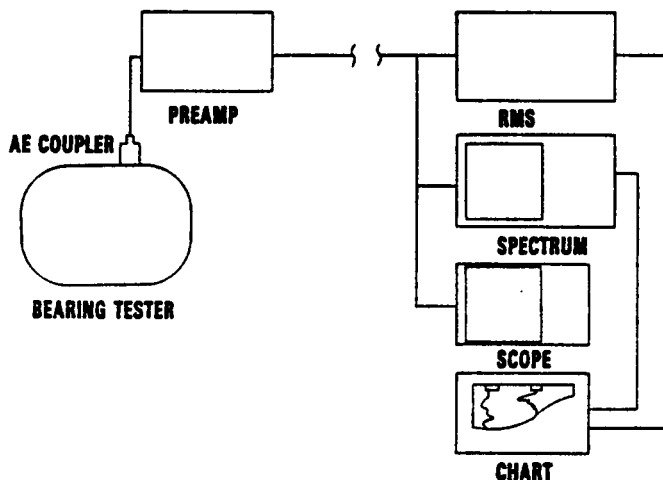 PREAMP
AE COUPLER
BEARING TESTER
RMS
SPECTRUM
SCOPE
CHART